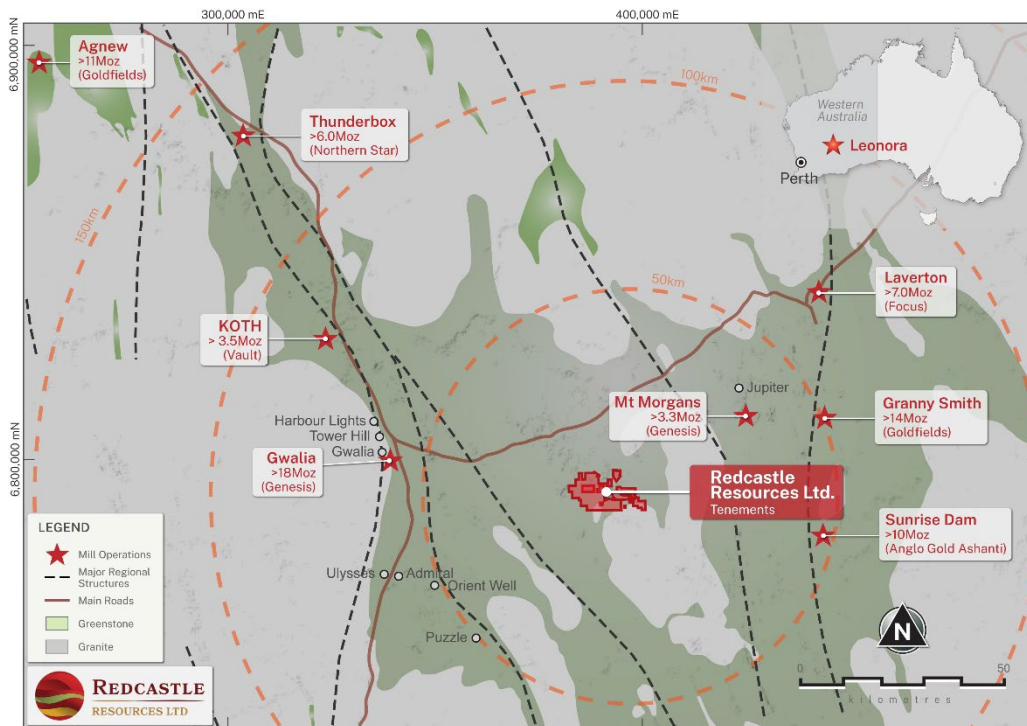 300,000 mE
400,000 mE
6,900,000 mN
6,800,000 mN
Agnew
>11Moz
(Goldfields)
Thunderbox
>6.0Moz
(Northern Star)
100km
150km
50km
Western
Australia
Leonora
Perth
Laverton
>7.0Moz
(Focus)
KOTH
> 3.5Moz
(Vault)
Jupiter
Mt Morgans
>3.3Moz
(Genesis)
Granny Smith
>14Moz
(Goldfields)
Harbour Lights
Tower Hill
Gwalia
Gwalia
>18Moz
(Genesis)
Redcastle
Resources Ltd.
Tenements
Sunrise Dam
>10Moz
(Anglo Gold Ashanti)
Ulysses
Admiral
Orient Well
Puzzle
LEGEND
Mill Operations
Major Regional
Structures
Main Roads
Greenstone
Granite
REDCASTLE
RESOURCES LTD
N
0
50
kilometres